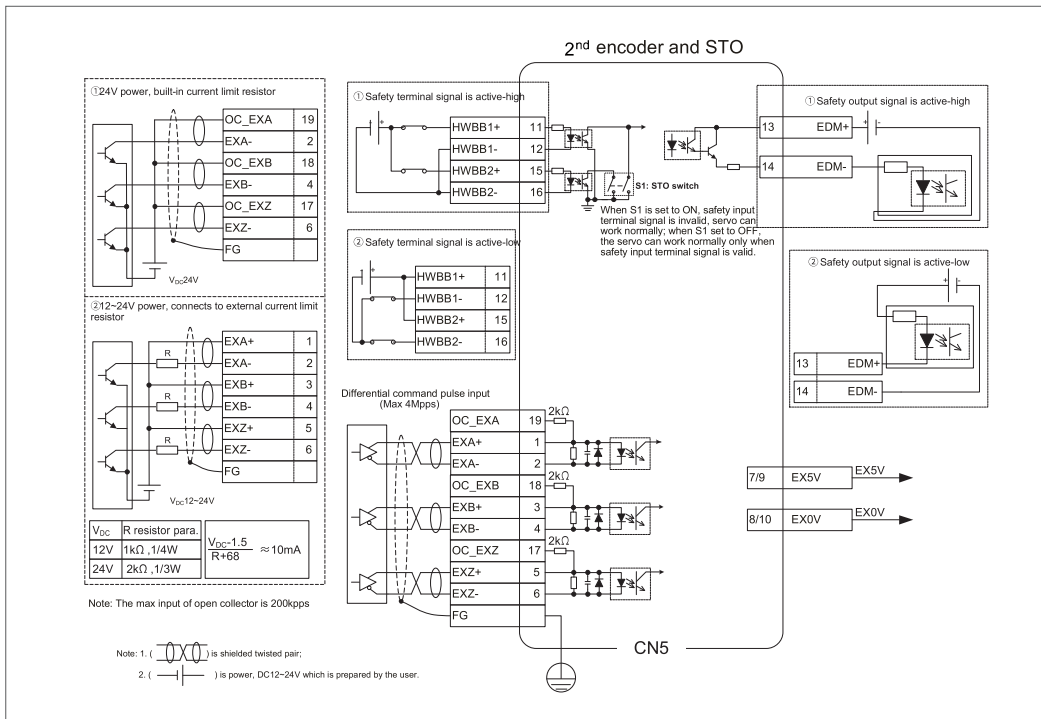 2nd encoder and STO
①24V power, built-in current limit resistor
OC_EXA 19
EXA- 2
OC_EXB 18
EXB- 4
OC_EXZ 17
EXZ- 6
FG
VDC24V
②12~24V power, connects to external current limit
resistor
R
R
R
EXA+ 1
EXA- 2
EXB+ 3
EXB- 4
EXZ+ 5
EXZ- 6
FG
VDC12~24V
VDC R resistor para.
12V 1kΩ ,1/4W
24V 2kΩ ,1/3W
VDC-1.5
R+68
≈10mA
Note: The max input of open collector is 200kpps
Note: 1. ( ) is shielded twisted pair;
2. ( ) is power, DC12~24V which is prepared by the user.
① Safety terminal signal is active-high
+
HWBB1+ 11
HWBB1- 12
HWBB2+ 15
HWBB2- 16
S1: STO switch
When S1 is set to ON, safety input
terminal signal is invalid, servo can
work normally; when S1 set to OFF,
the servo can work normally only when
safety input terminal signal is valid.
② Safety terminal signal is active-low
+
HWBB1+ 11
HWBB1- 12
HWBB2+ 15
HWBB2- 16
Differential command pulse input
(Max 4Mpps)
OC_EXA 19 2kΩ
EXA+ 1
EXA- 2
OC_EXB 18 2kΩ
EXB+ 3
EXB- 4
OC_EXZ 17 2kΩ
EXZ+ 5
EXZ- 6
FG
CN5
① Safety output signal is active-high
13 EDM+ + -
14 EDM-
② Safety output signal is active-low
+ -
13 EDM+
14 EDM-
7/9 EX5V EX5V
8/10 EX0V EX0V